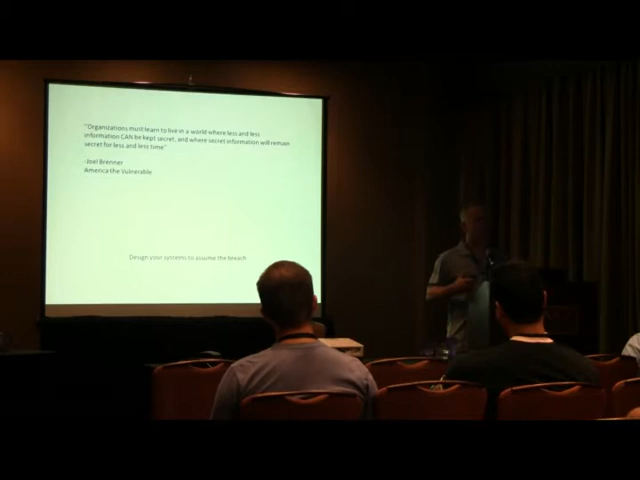 "Organizations must learn to live in a world where less and less
information CAN be kept secret, and where secret information will remain
secret for less and less time"
-Joel Brenner
America the Vulnerable
Design your systems to assume the breach